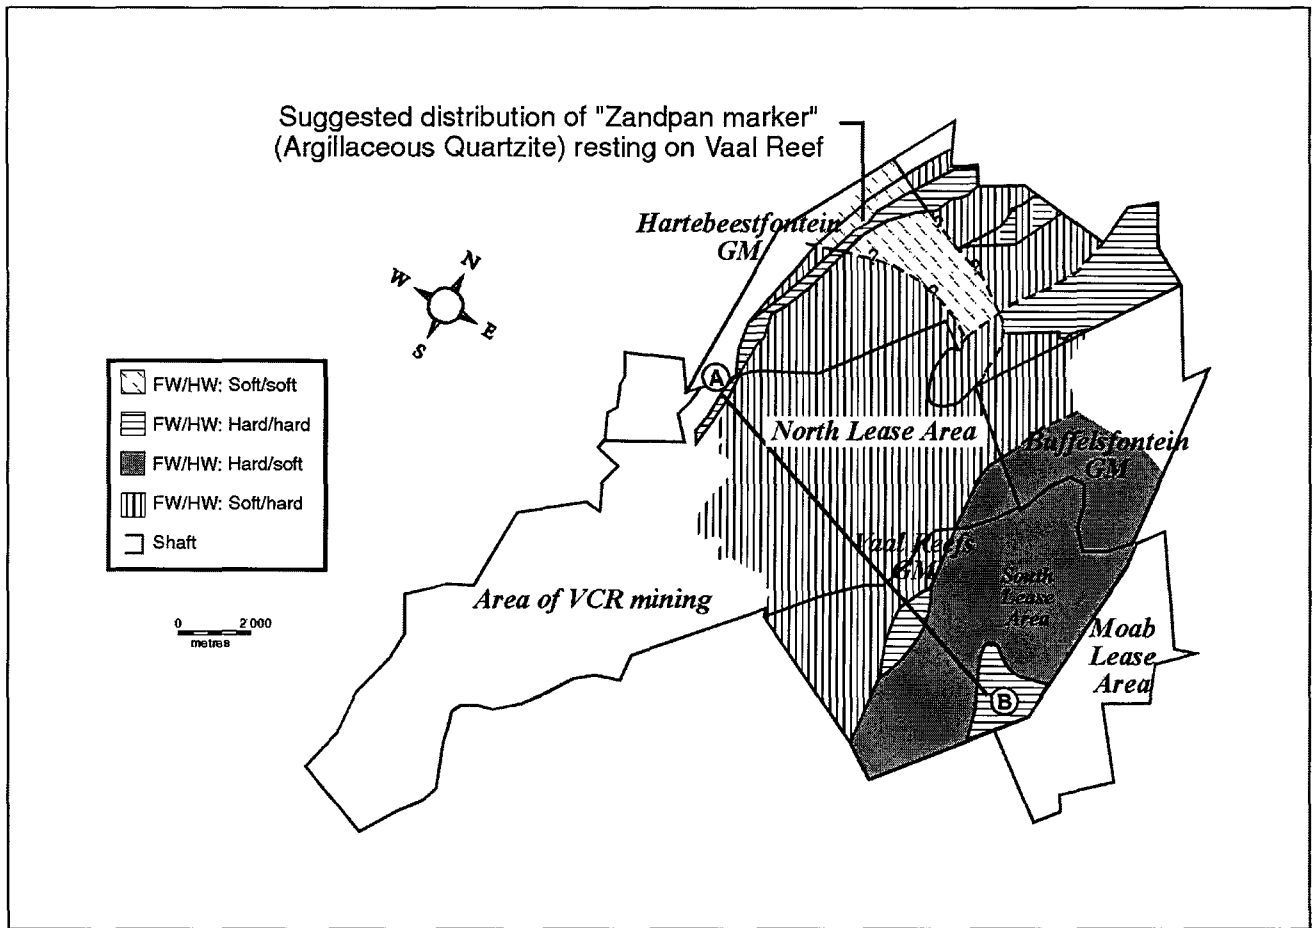 Suggested distribution of "Zandpan marker"
(Argillaceous Quartzite) resting on Vaal Reef
Hartebeestfontein
GM
N
W
E
S
?
?
?
?
FW/HW: Soft/soft
FW/HW: Hard/hard
FW/HW: Hard/soft
FW/HW: Soft/hard
Shaft
0 2 000
metres
A
North Lease Area
Buffelsfontein
GM
Vaal Reefs
GM
South
Lease
Area
Area of VCR mining
Moab
Lease
Area
B